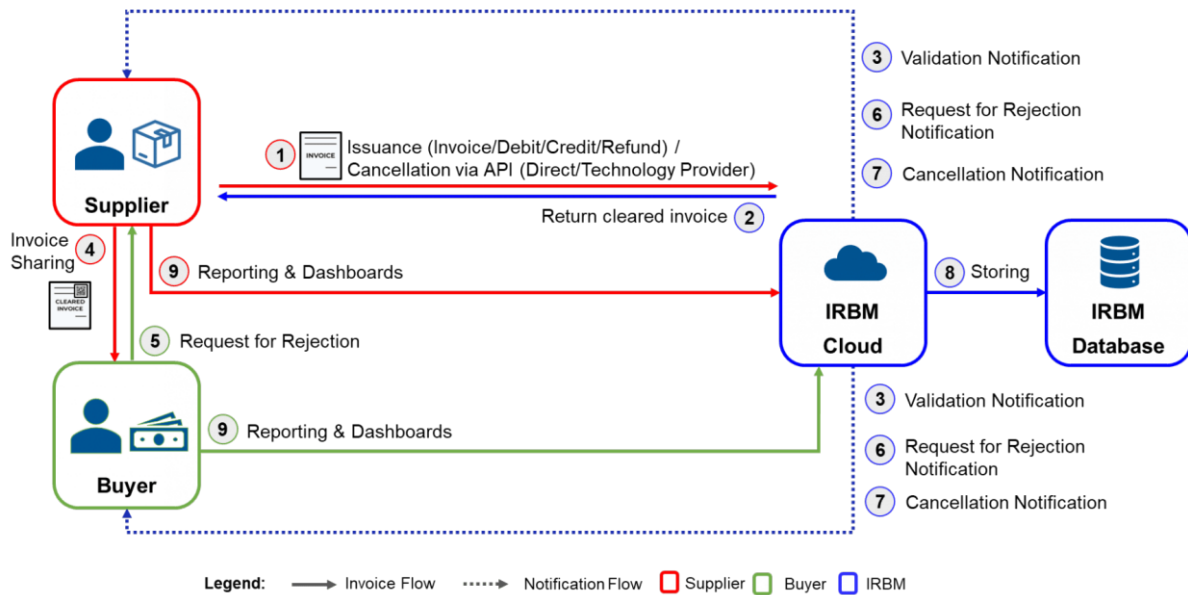 3 Validation Notification
6 Request for Rejection
Notification
7 Cancellation Notification
Supplier
1
INVOICE
Issuance (Invoice/Debit/Credit/Refund) /
Cancellation via API (Direct/Technology Provider)
Return cleared invoice 2
Invoice
Sharing
4
CLEARED
INVOICE
9 Reporting & Dashboards
5 Request for Rejection
IRBM
Cloud
8 Storing
IRBM
Database
Buyer
9 Reporting & Dashboards
3 Validation Notification
6 Request for Rejection
Notification
7 Cancellation Notification
Legend: Invoice Flow Notification Flow Supplier Buyer IRBM